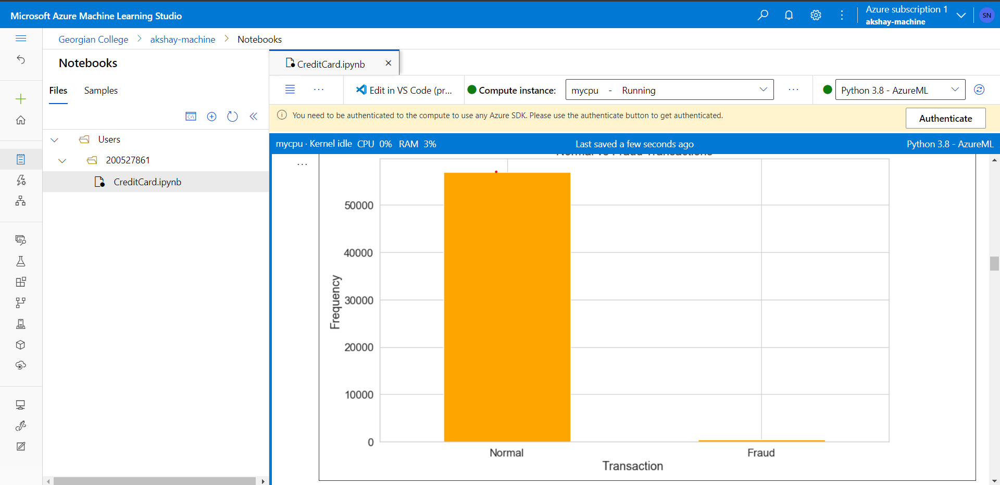 Microsoft Azure Machine Learning Studio
Azure subscription 1
akshay-machine
SN
Georgian College > akshay-machine > Notebooks
Notebooks
Files Samples
Users
200527861
CreditCard.ipynb
CreditCard.ipynb
Edit in VS Code (pr...
Compute instance: mycpu - Running
Python 3.8 - AzureML
You need to be authenticated to the compute to use any Azure SDK. Please use the authenticate button to get authenticated.
Authenticate
mycpu · Kernel idle CPU 0% RAM 3%
Last saved a few seconds ago
Python 3.8 - AzureML
Normal vs Fraud Transactions
50000
40000
30000
20000
10000
0
Frequency
Normal Fraud
Transaction